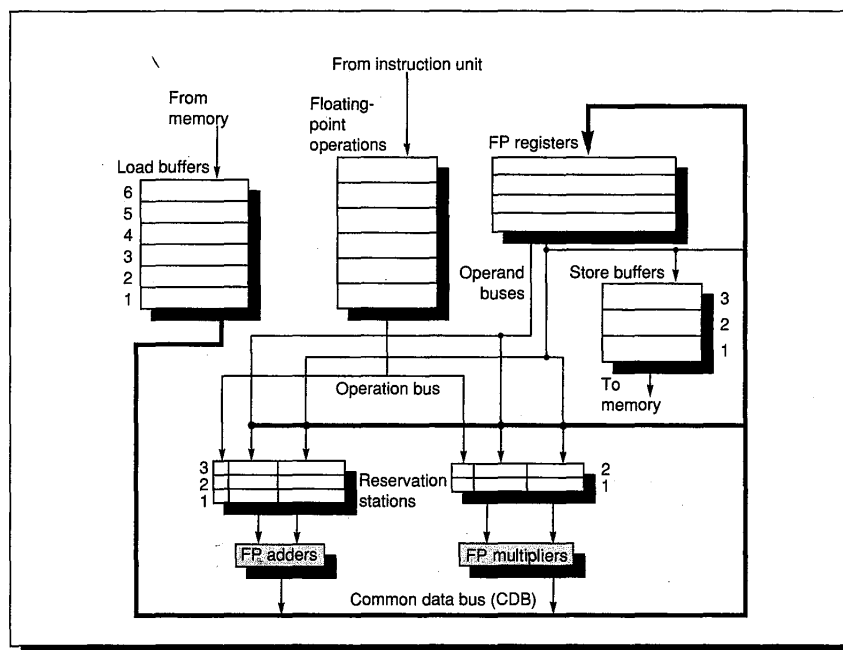 From instruction unit
From
memory
Floating-
point
operations
FP registers
Load buffers
6
5
4
3
2
1
Operand
buses
Store buffers
3
2
1
To
memory
Operation bus
3
2
1
Reservation
stations
2
1
FP adders
FP multipliers
Common data bus (CDB)